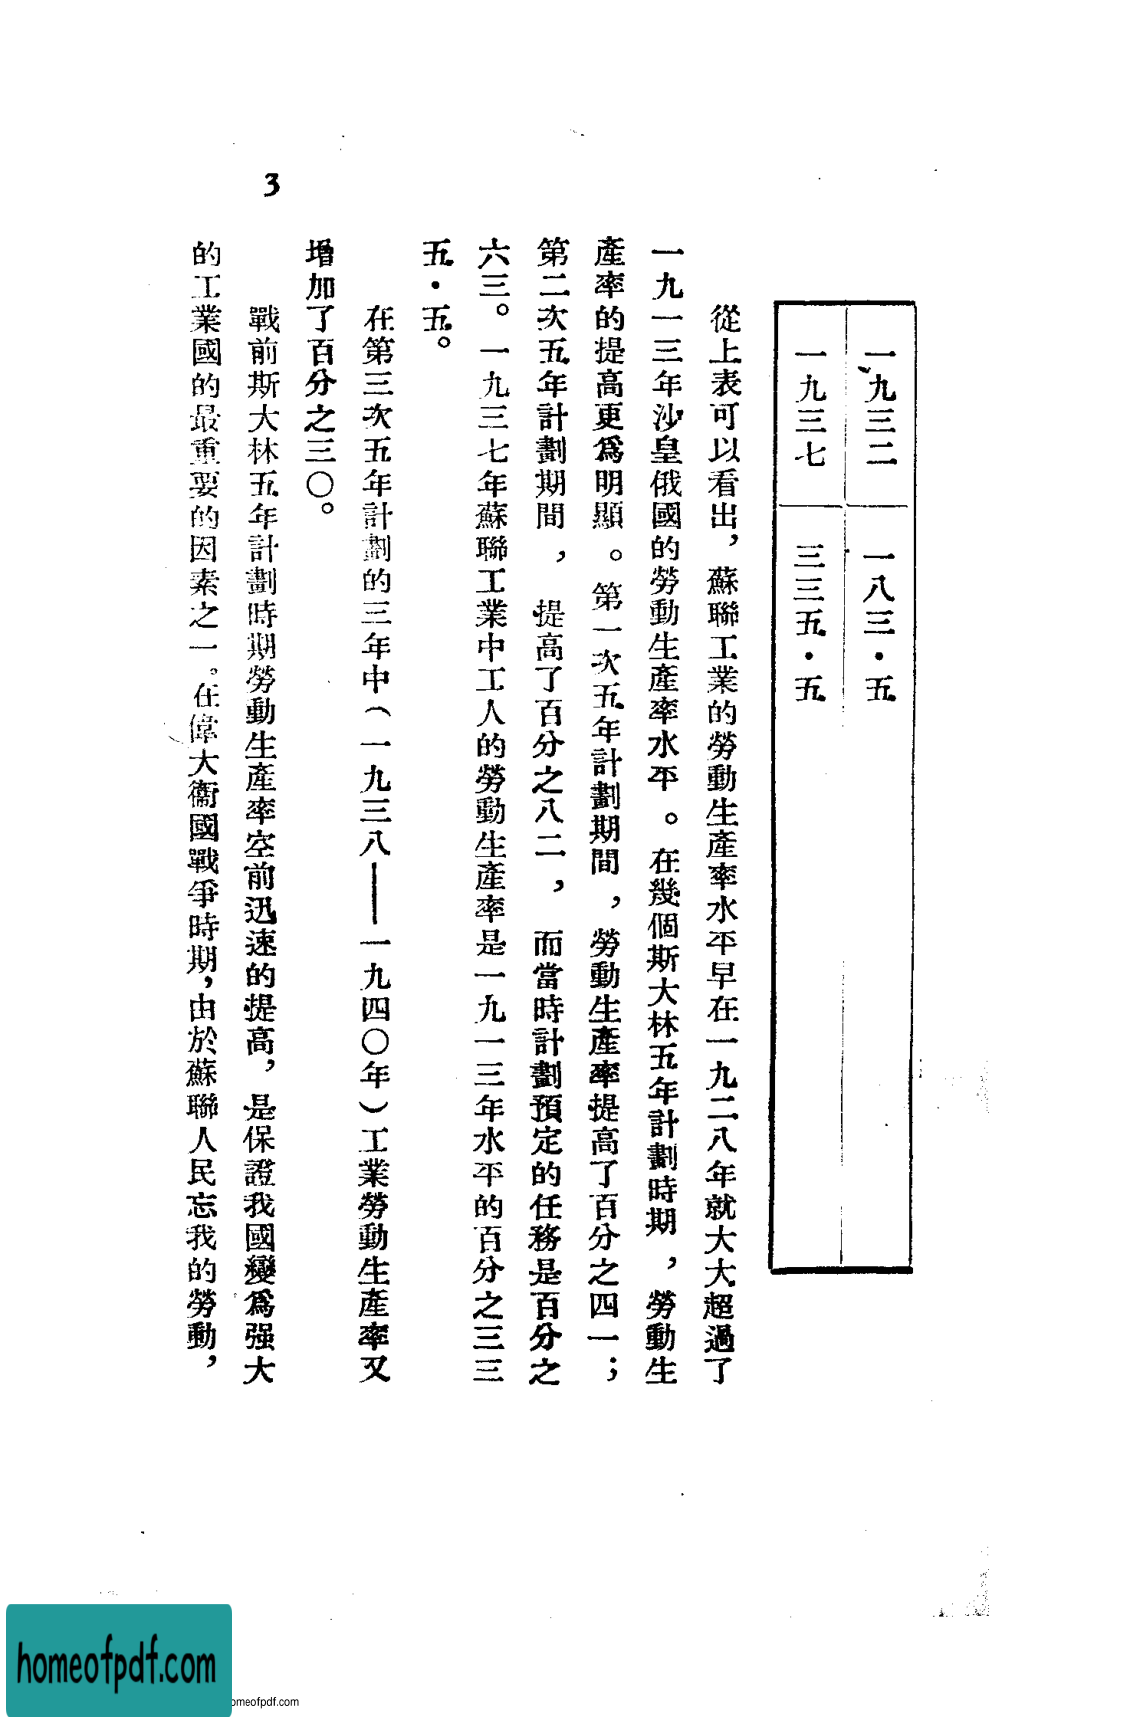 一九三二　一八三・五
一九三七　三三五・五
從上表可以看出，蘇聯工業的勞動生產率水平早在一九二八年就大大超過了
一九一三年沙皇俄國的勞動生產率水平。在幾個斯大林五年計劃時期，勞動生
產率的提高更爲明顯。第一次五年計劃期間，勞動生產率提高了百分之四一；
第二次五年計劃期間，提高了百分之八二，而當時計劃預定的任務是百分之
六三。一九三七年蘇聯工業中工人的勞動生產率是一九一三年水平的百分之三三
五・五。
在第三次五年計劃的三年中（一九三八——一九四〇年）工業勞動生產率又
增加了百分之三〇。
戰前斯大林五年計劃時期勞動生產率空前迅速的提高，是保證我國變爲强大
的工業國的最重要的因素之一。在偉大衞國戰爭時期，由於蘇聯人民忘我的勞動，
3
homeofpdf.com
omeofpdf.com